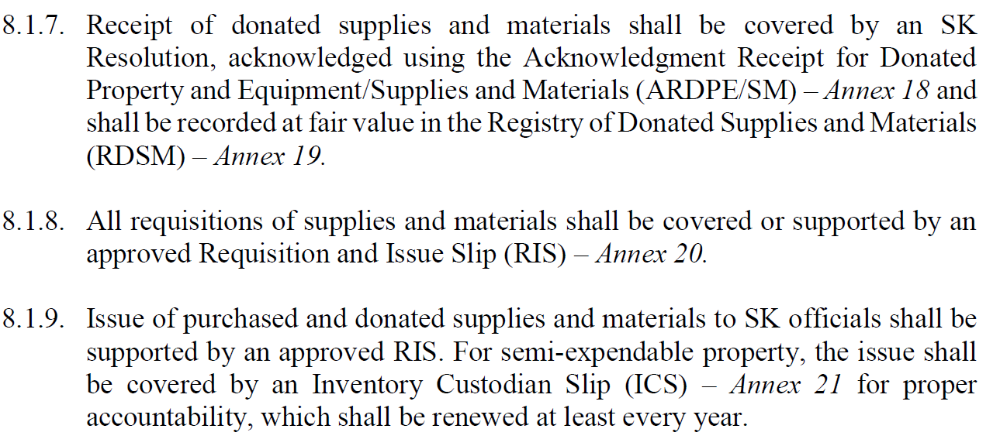 8.1.7. Receipt of donated supplies and materials shall be covered by an SK
Resolution, acknowledged using the Acknowledgment Receipt for Donated
Property and Equipment/Supplies and Materials (ARDPE/SM) – Annex 18 and
shall be recorded at fair value in the Registry of Donated Supplies and Materials
(RDSM) – Annex 19.
8.1.8. All requisitions of supplies and materials shall be covered or supported by an
approved Requisition and Issue Slip (RIS) – Annex 20.
8.1.9. Issue of purchased and donated supplies and materials to SK officials shall be
supported by an approved RIS. For semi-expendable property, the issue shall
be covered by an Inventory Custodian Slip (ICS) – Annex 21 for proper
accountability, which shall be renewed at least every year.